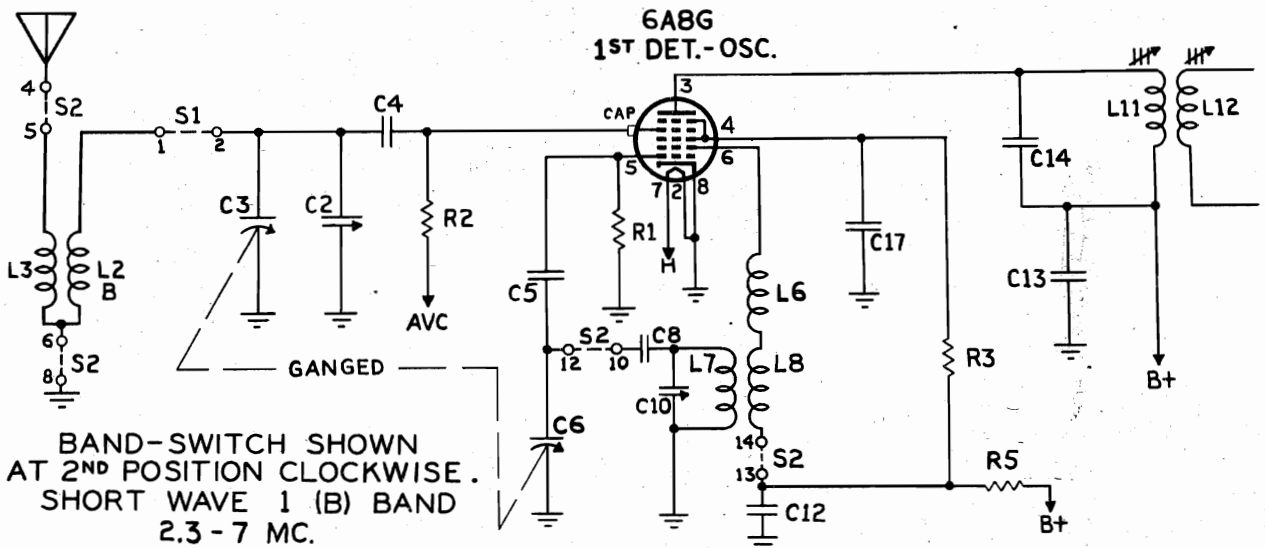 6A8G
1ST DET.-OSC.
4
S2
5
S1
1
2
C4
CAP
3
4
6
5
7
2
8
L11
L12
C14
C3
C2
R2
R1
H
C17
C13
L3
L2
B
AVC
C5
L6
6
S2
8
GANGED
S2
12
10
C8
L7
L8
R3
B+
C10
C6
14
S2
13
R5
C12
B+
BAND-SWITCH SHOWN
AT 2ND POSITION CLOCKWISE.
SHORT WAVE 1 (B) BAND
2.3-7 MC.